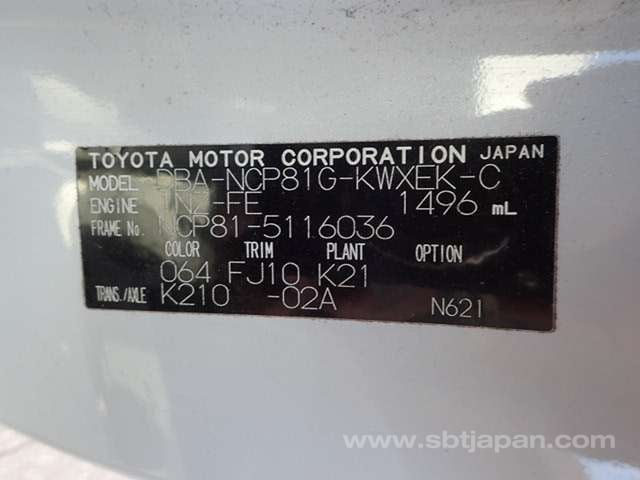 TOYOTA MOTOR CORPORATION JAPAN
MODEL DBA-NCP81G-KWXEK-C
ENGINE 1NZ-FE 1496 mL
FRAME No. NCP81-5116036
COLOR TRIM PLANT OPTION
064 FJ10 K21
TRANS./AXLE K210 -02A N621
www.sbtjapan.com